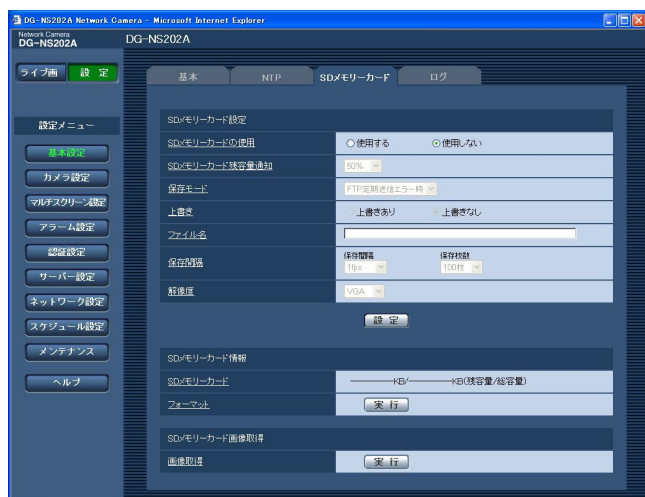 DG-NS202A Network Camera - Microsoft Internet Explorer
Network Camera
DG-NS202A
DG-NS202A
ライブ画 設 定
基本 NTP SDメモリーカード ログ
設定メニュー
基本設定
カメラ設定
マルチスクリーン設定
アラーム設定
認証設定
サーバー設定
ネットワーク設定
スケジュール設定
メンテナンス
ヘルプ
SDメモリーカード設定
SDメモリーカードの使用 使用する 使用しない
SDメモリーカード残容量通知 50%
保存モード FTP定期送信エラー時
上書き 上書きあり 上書きなし
ファイル名
保存間隔 保存間隔 保存枚数
1fps 100枚
解像度 VGA
設 定
SDメモリーカード情報
SDメモリーカード ―――――KB/―――――KB(残容量/総容量)
フォーマット 実 行
SDメモリーカード画像取得
画像取得 実 行